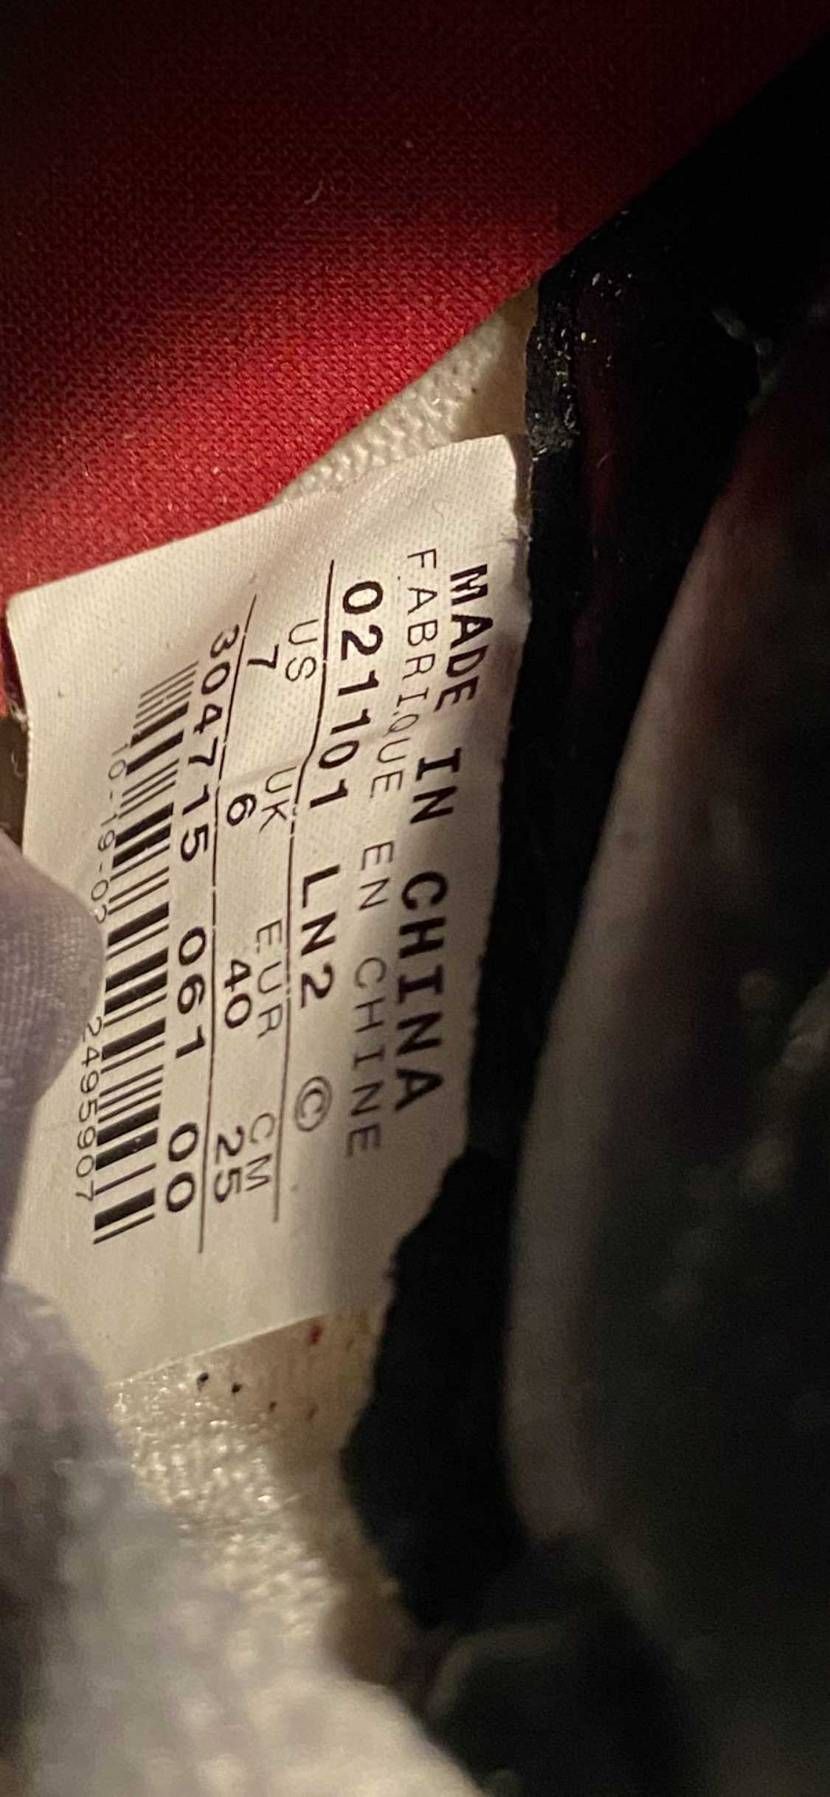 MADE IN CHINA
FABRIQUE EN CHINE
021101 LN2 ©
US UK EUR CM
7 6 40 25
304715 061 00
2495907